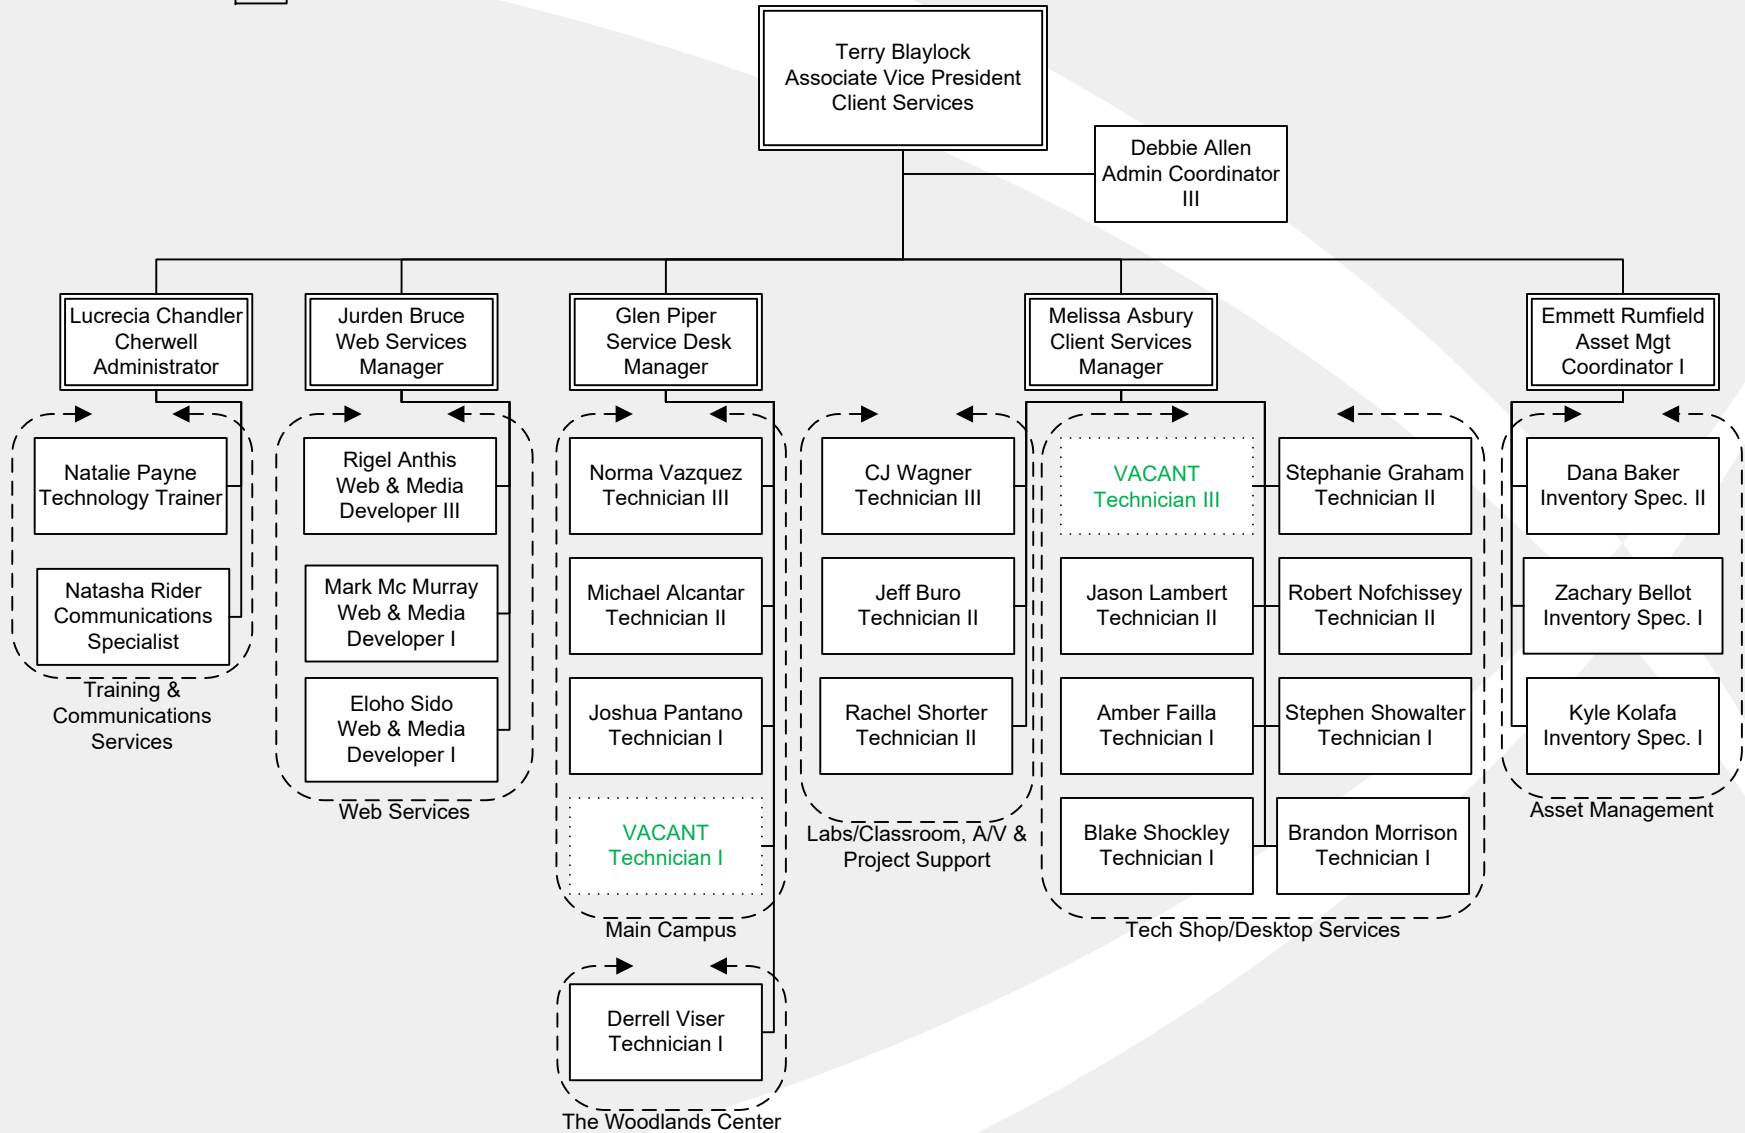 Terry Blaylock
Associate Vice President
Client Services
Debbie Allen
Admin Coordinator
III
Lucrecia Chandler
Cherwell
Administrator
Jurden Bruce
Web Services
Manager
Glen Piper
Service Desk
Manager
Melissa Asbury
Client Services
Manager
Emmett Rumfield
Asset Mgt
Coordinator I
Natalie Payne
Technology Trainer
Natasha Rider
Communications
Specialist
Training &
Communications
Services
Rigel Anthis
Web & Media
Developer III
Mark Mc Murray
Web & Media
Developer I
Eloho Sido
Web & Media
Developer I
Web Services
Norma Vazquez
Technician III
Michael Alcantar
Technician II
Joshua Pantano
Technician I
VACANT
Technician I
Main Campus
Derrell Viser
Technician I
The Woodlands Center
CJ Wagner
Technician III
Jeff Buro
Technician II
Rachel Shorter
Technician II
Labs/Classroom, A/V &
Project Support
VACANT
Technician III
Jason Lambert
Technician II
Amber Failla
Technician I
Blake Shockley
Technician I
Stephanie Graham
Technician II
Robert Nofchissey
Technician II
Stephen Showalter
Technician I
Brandon Morrison
Technician I
Tech Shop/Desktop Services
Dana Baker
Inventory Spec. II
Zachary Bellot
Inventory Spec. I
Kyle Kolafa
Inventory Spec. I
Asset Management